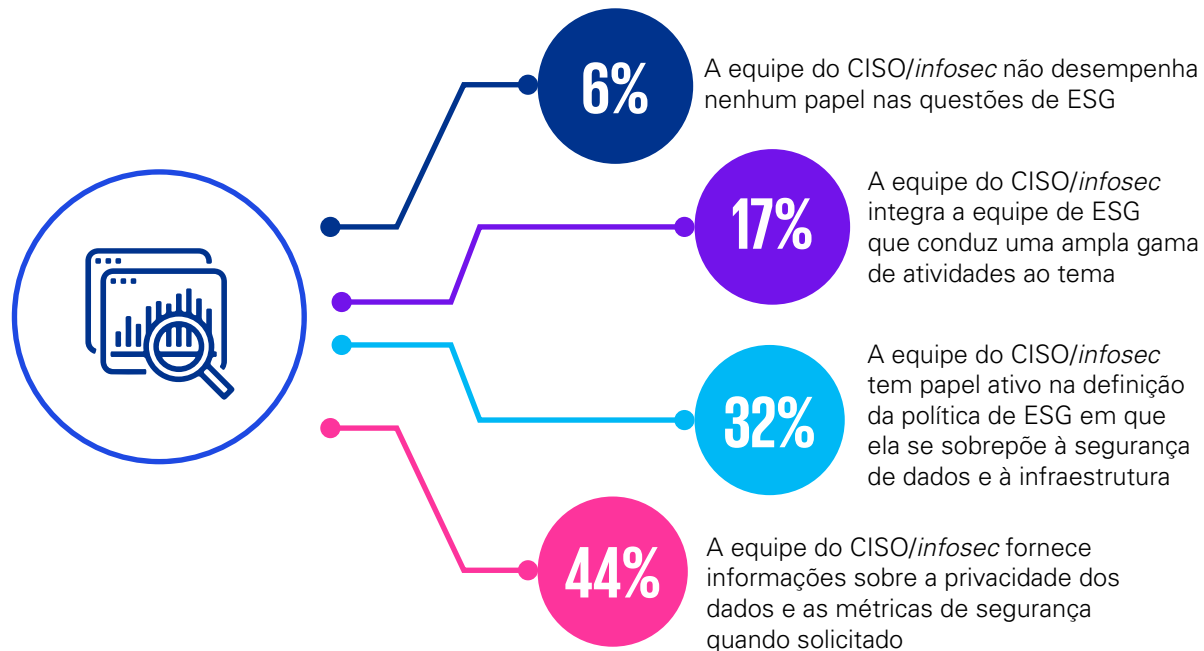 6%
A equipe do CISO/infosec não desempenha
nenhum papel nas questões de ESG
17%
A equipe do CISO/infosec
integra a equipe de ESG
que conduz uma ampla gama
de atividades ao tema
32%
A equipe do CISO/infosec
tem papel ativo na definição
da política de ESG em que
ela se sobrepõe à segurança
de dados e à infraestrutura
44%
A equipe do CISO/infosec fornece
informações sobre a privacidade dos
dados e as métricas de segurança
quando solicitado